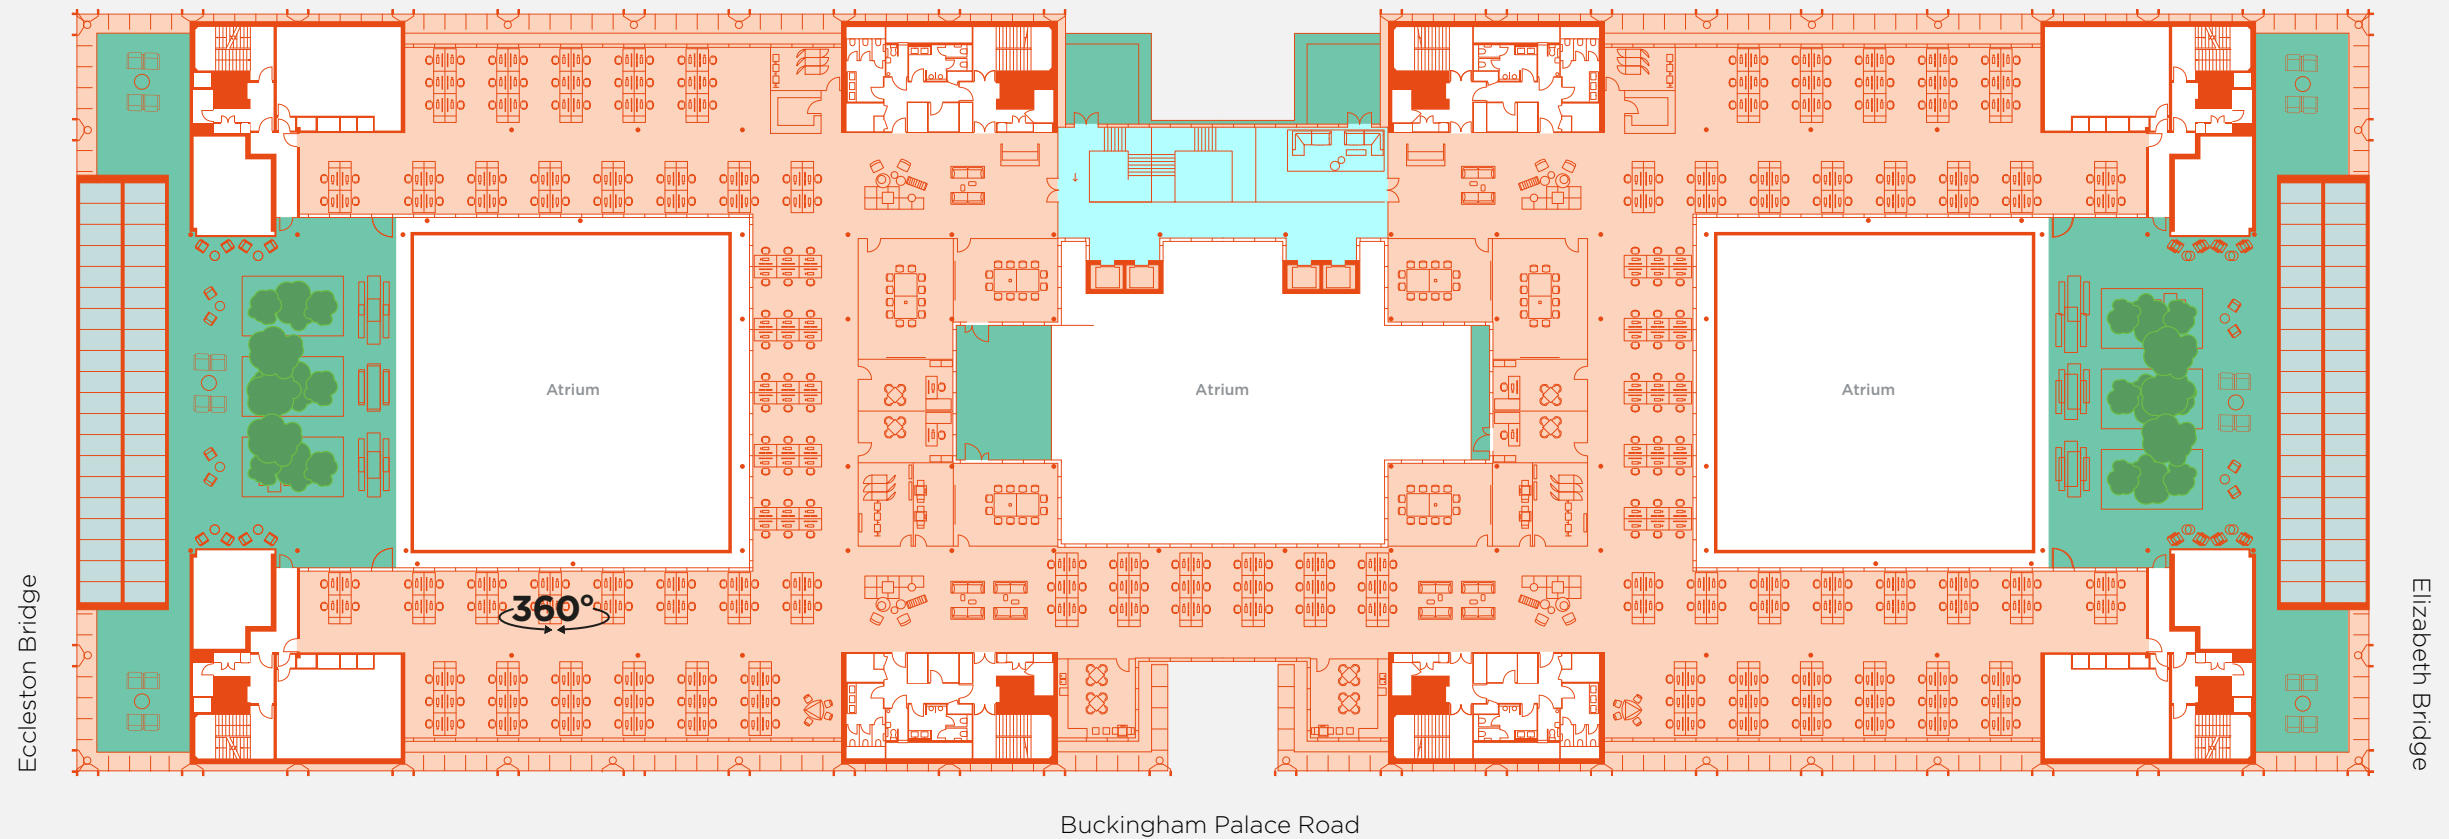 Atrium
Atrium
Atrium
360°
Eccleston Bridge
Elizabeth Bridge
Buckingham Palace Road